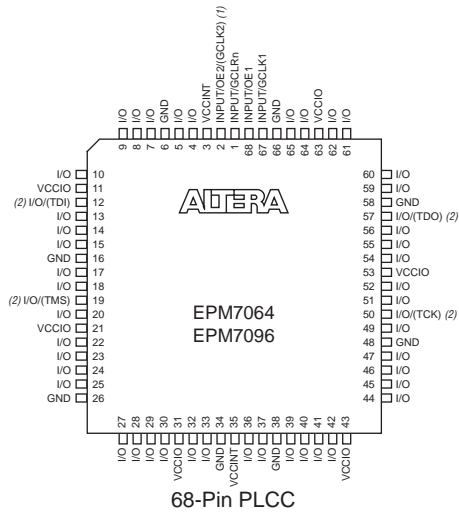 I/O
I/O
I/O
GND
I/O
I/O
VCCINT
INPUT/OE2/(GCLK2) (1)
INPUT/GCLRn
INPUT/OE1
INPUT/GCLK1
GND
I/O
I/O
VCCIO
I/O
I/O
9 8 7 6 5 4 3 2 1 68 67 66 65 64 63 62 61
I/O 10
VCCIO 11
(2) I/O/(TDI) 12
I/O 13
I/O 14
I/O 15
GND 16
I/O 17
I/O 18
(2) I/O/(TMS) 19
I/O 20
VCCIO 21
I/O 22
I/O 23
I/O 24
I/O 25
GND 26
ALTERA
EPM7064
EPM7096
60 I/O
59 I/O
58 GND
57 I/O/(TDO) (2)
56 I/O
55 I/O
54 I/O
53 VCCIO
52 I/O
51 I/O
50 I/O/(TCK) (2)
49 I/O
48 GND
47 I/O
46 I/O
45 I/O
44 I/O
27 28 29 30 31 32 33 34 35 36 37 38 39 40 41 42 43
I/O
I/O
I/O
I/O
VCCIO
I/O
I/O
GND
VCCINT
I/O
I/O
GND
I/O
I/O
I/O
I/O
VCCIO
68-Pin PLCC